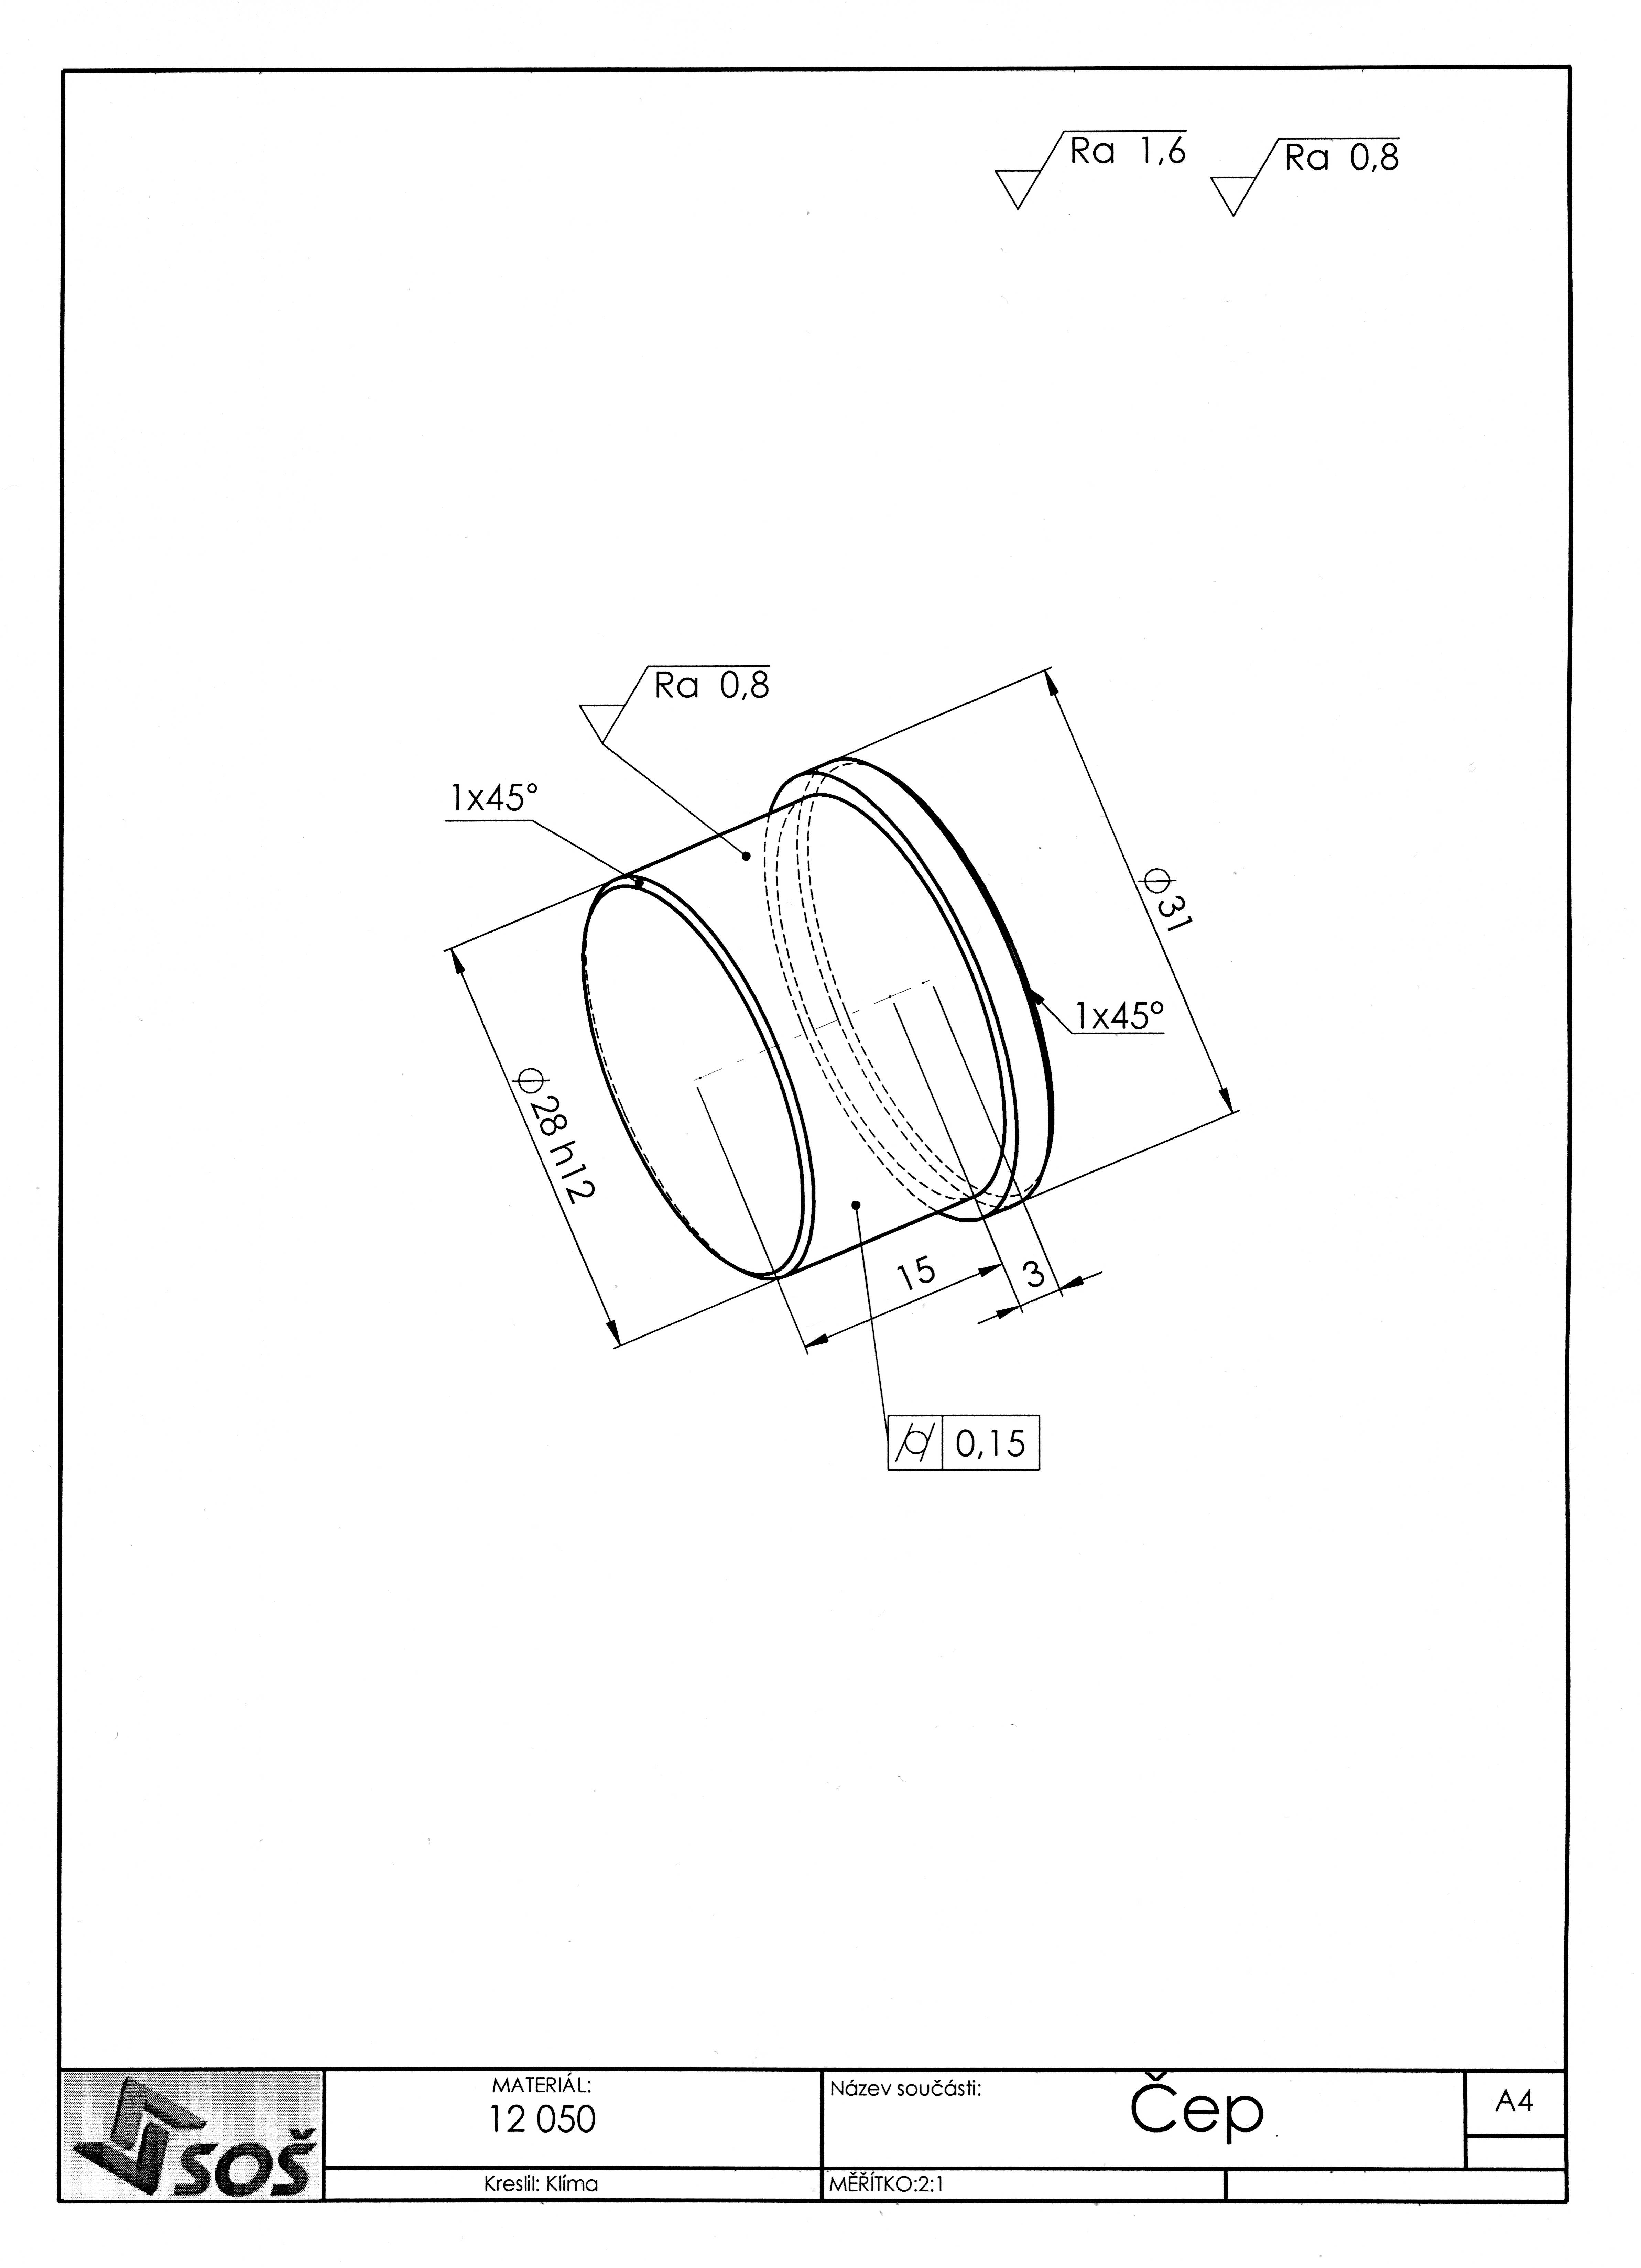 Ra 1,6
Ra 0,8
Ra 0,8
1x45°
⌀31
1x45°
⌀28 h12
15
3
0,15
SOŠ
MATERIÁL:
12 050
Kreslil: Klíma
Název součásti:
Čep
MĚŘÍTKO:2:1
A4